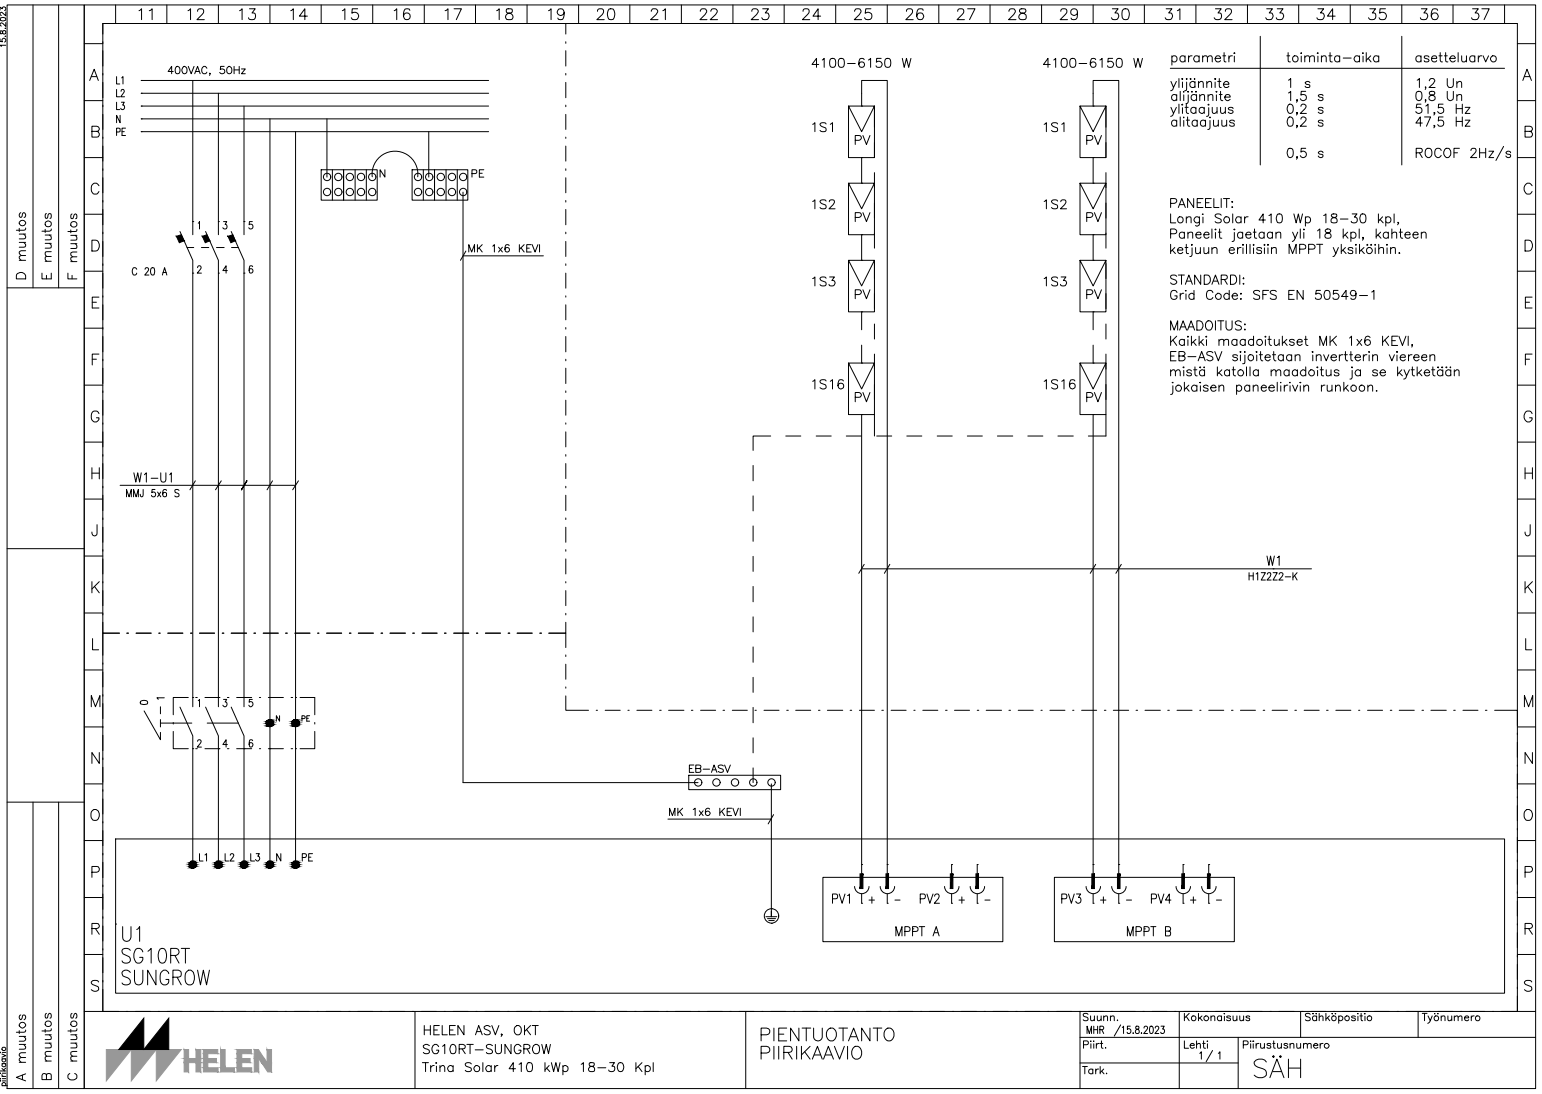 11 12 13 14 15 16 17 18 19 20 21 22 23 24 25 26 27 28 29 30 31 32 33 34 35 36 37
A
B
C
D
E
F
G
H
J
K
L
M
N
O
P
R
S
A
B
C
D
E
F
G
H
J
K
L
M
N
O
P
R
S
15.8.2023
D muutos
E muutos
F muutos
A muutos
B muutos
C muutos
piirikaavio
400VAC, 50Hz
L1
L2
L3
N
PE
N
PE
MK 1x6 KEVI
1 3 5
C 20 A
2 4 6
W1-U1
MMJ 5x6 S
0 1
1 3 5
N PE
2 4 6
L1 L2 L3 N PE
EB-ASV
MK 1x6 KEVI
4100-6150 W
1S1
PV
1S2
PV
1S3
PV
1S16
PV
4100-6150 W
1S1
PV
1S2
PV
1S3
PV
1S16
PV
W1
H1Z2Z2-K
parametri toiminta-aika asetteluarvo
ylijännite 1 s 1,2 Un
alijännite 1,5 s 0,8 Un
ylitaajuus 0,2 s 51,5 Hz
alitaajuus 0,2 s 47,5 Hz
0,5 s ROCOF 2Hz/s
PANEELIT:
Longi Solar 410 Wp 18-30 kpl,
Paneelit jaetaan yli 18 kpl, kahteen
ketjuun erillisiin MPPT yksiköihin.
STANDARDI:
Grid Code: SFS EN 50549-1
MAADOITUS:
Kaikki maadoitukset MK 1x6 KEVI,
EB-ASV sijoitetaan invertterin viereen
mistä katolla maadoitus ja se kytketään
jokaisen paneelirivin runkoon.
PV1 + - PV2 + -
MPPT A
PV3 + - PV4 + -
MPPT B
U1
SG10RT
SUNGROW
HELEN
HELEN ASV, OKT
SG10RT-SUNGROW
Trina Solar 410 kWp 18-30 Kpl
PIENTUOTANTO
PIIRIKAAVIO
Suunn.
MHR /15.8.2023
Kokonaisuus
Sähköpositio
Työnumero
Piirt.
Lehti
1/1
Piirustusnumero
SÄH
Tark.